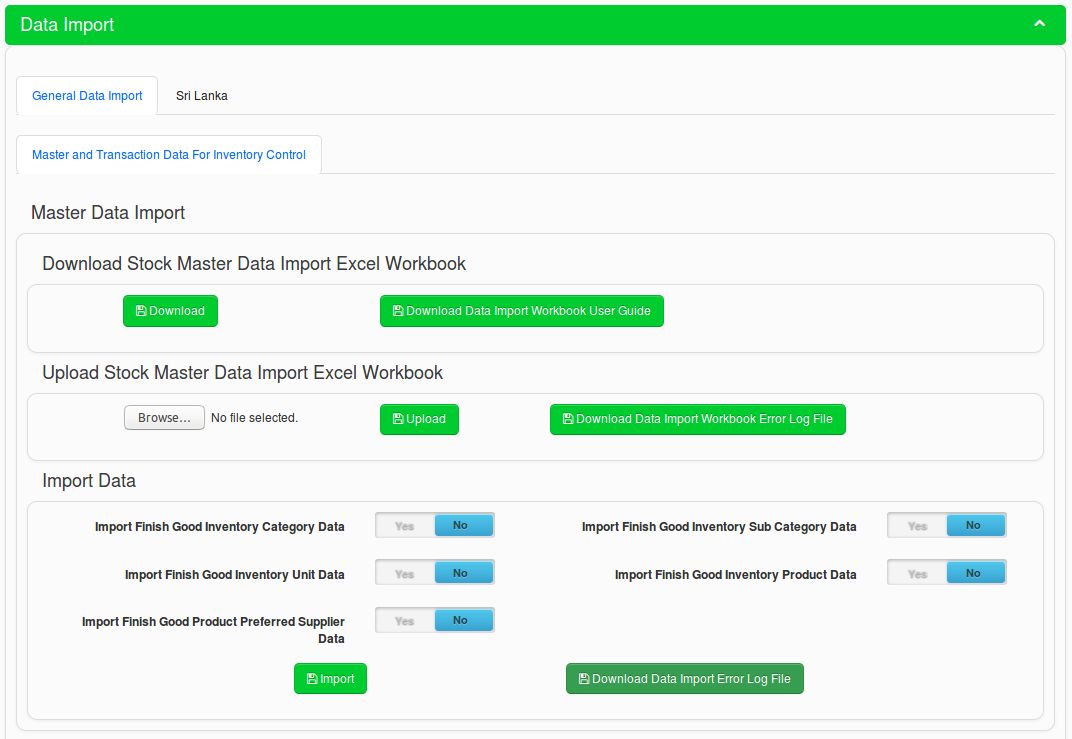 Data Import
General Data Import Sri Lanka
Master and Transaction Data For Inventory Control
Master Data Import
Download Stock Master Data Import Excel Workbook
Download Download Data Import Workbook User Guide
Upload Stock Master Data Import Excel Workbook
Browse... No file selected. Upload Download Data Import Workbook Error Log File
Import Data
Import Finish Good Inventory Category Data Yes No Import Finish Good Inventory Sub Category Data Yes No
Import Finish Good Inventory Unit Data Yes No Import Finish Good Inventory Product Data Yes No
Import Finish Good Product Preferred Supplier Yes No
Data
Import Download Data Import Error Log File